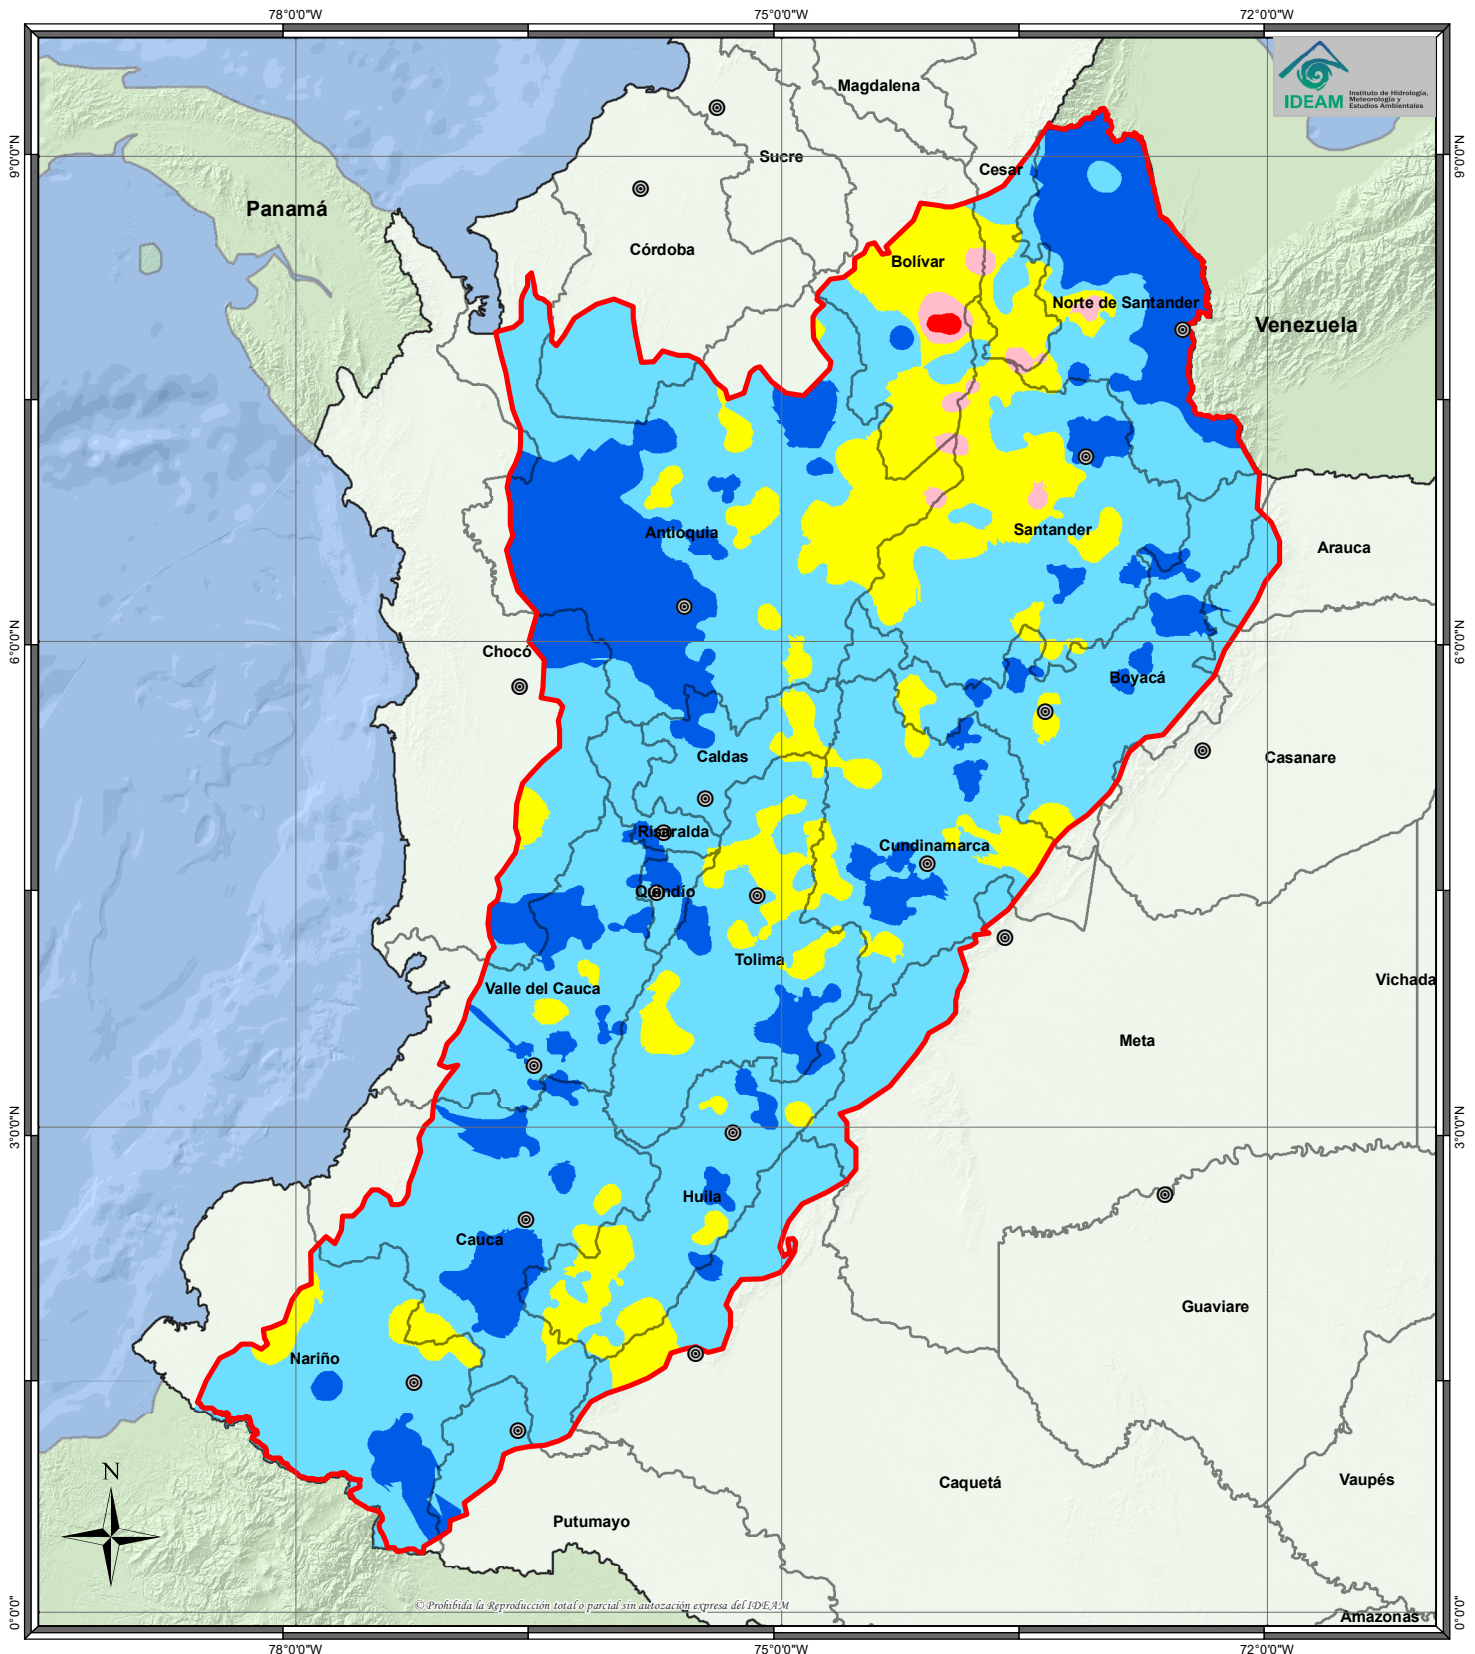 78°0'0"W
75°0'0"W
72°0'0"W
IDEAM
Instituto de Hidrología,
Meteorología y
Estudios Ambientales
Magdalena
9°0'0"N
Sucre
9°0'0"N
Cesar
Panamá
Córdoba
Bolívar
Norte de Santander
Venezuela
Antioquia
Santander
Arauca
6°0'0"N
Chocó
6°0'0"N
Boyacá
Caldas
Casanare
Risaralda
Cundinamarca
Quindío
Tolima
Vichada
Valle del Cauca
Meta
3°0'0"N
3°0'0"N
Huila
Cauca
Guaviare
Nariño
N
Caquetá
Vaupés
Putumayo
0°0'0"
© Prohibida la Reproducción total o parcial sin autozación expresa del IDEAM
Amazonas
0°0'0"
78°0'0"W
75°0'0"W
72°0'0"W